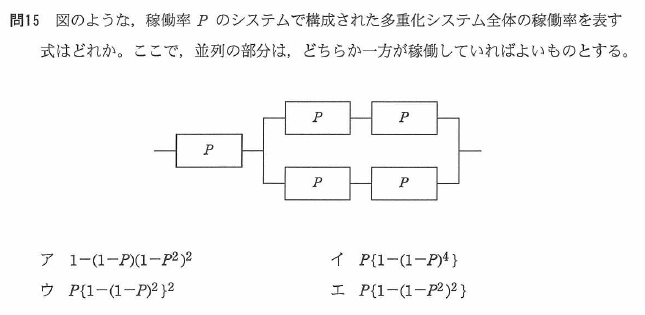 問15 図のような，稼働率 P のシステムで構成された多重化システム全体の稼働率を表す
式はどれか。ここで，並列の部分は，どちらか一方が稼働していればよいものとする。
P P
P
P P
ア 1−(1−P)(1−P²)² イ P{1−(1−P)⁴}
ウ P{1−(1−P)²}² エ P{1−(1−P²)²}